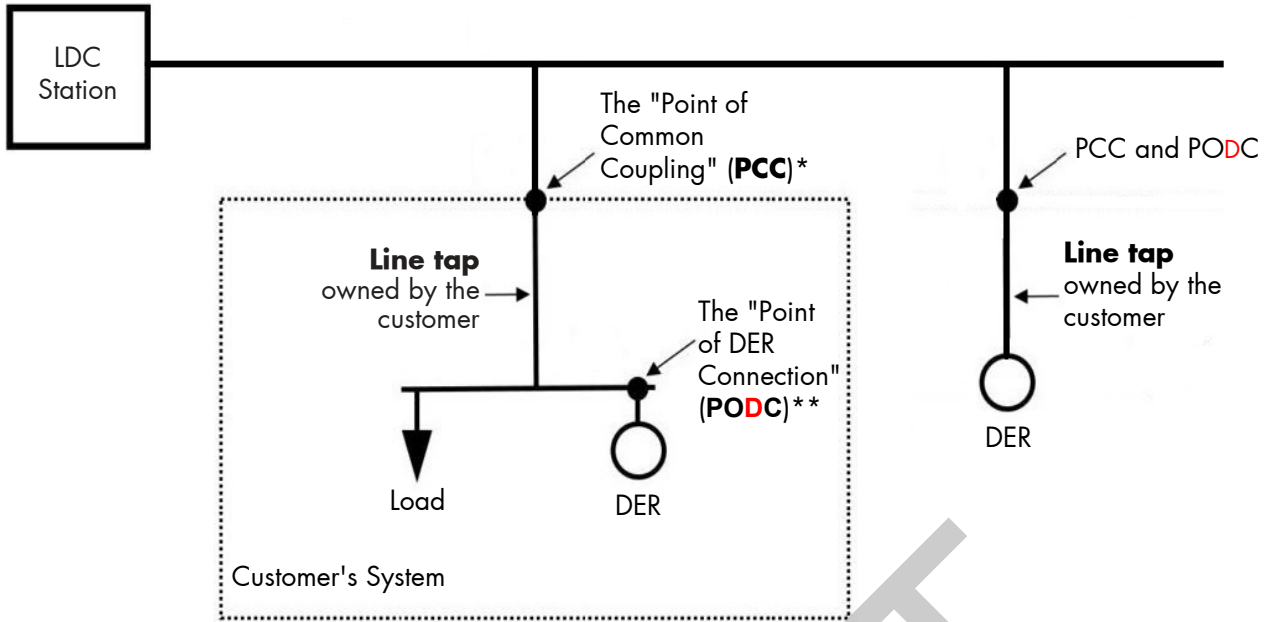 LDC
Station
The "Point of
Common
Coupling" (PCC)*
PCC and PODC
Line tap
owned by the
customer
The "Point
of DER
Connection"
(PODC)**
Line tap
owned by the
customer
Load
DER
DER
Customer's System